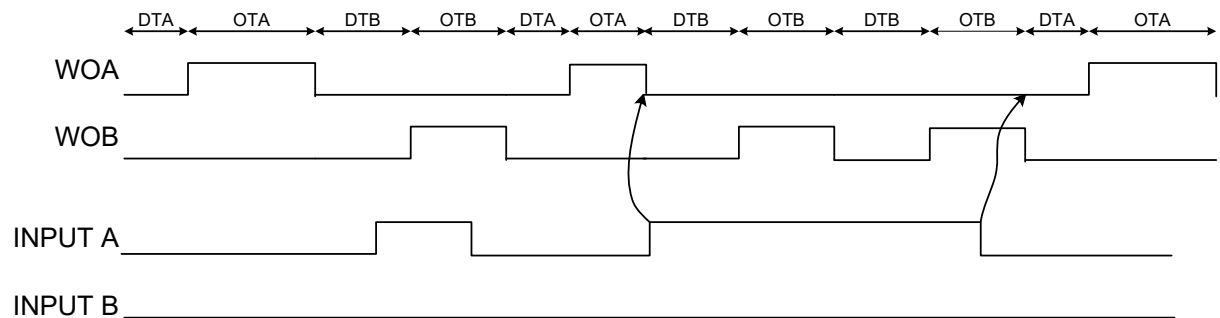 DTA OTA DTB OTB DTA OTA DTB OTB DTB OTB DTA OTA
WOA
WOB
INPUT A
INPUT B